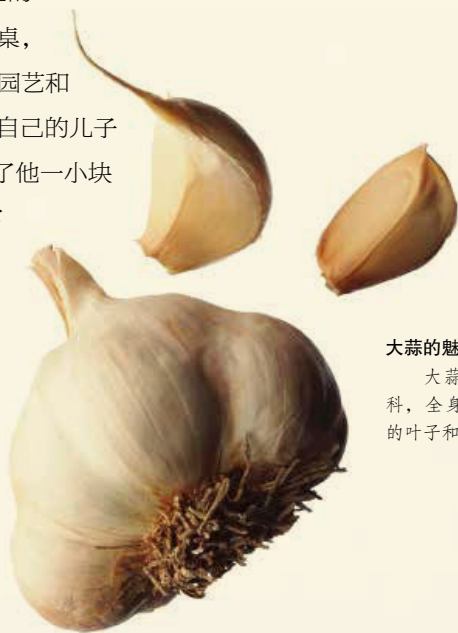 桌，
园艺和
自己的儿子
了他一小块
大蒜的魅
大蒜
科，全身
的叶子和